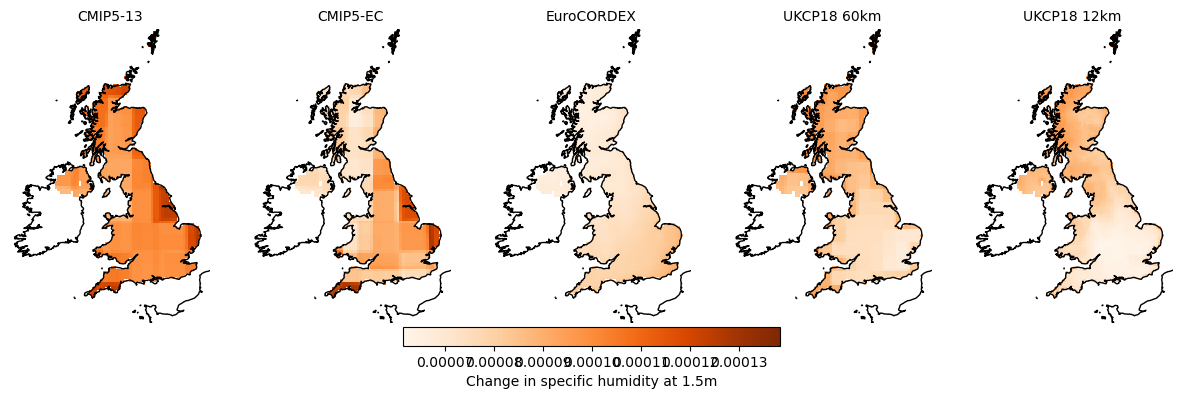 CMIP5-13 CMIP5-EC EuroCORDEX UKCP18 60km UKCP18 12km
0.00007 0.00008 0.00009 0.00010 0.00011 0.00012 0.00013
Change in specific humidity at 1.5m